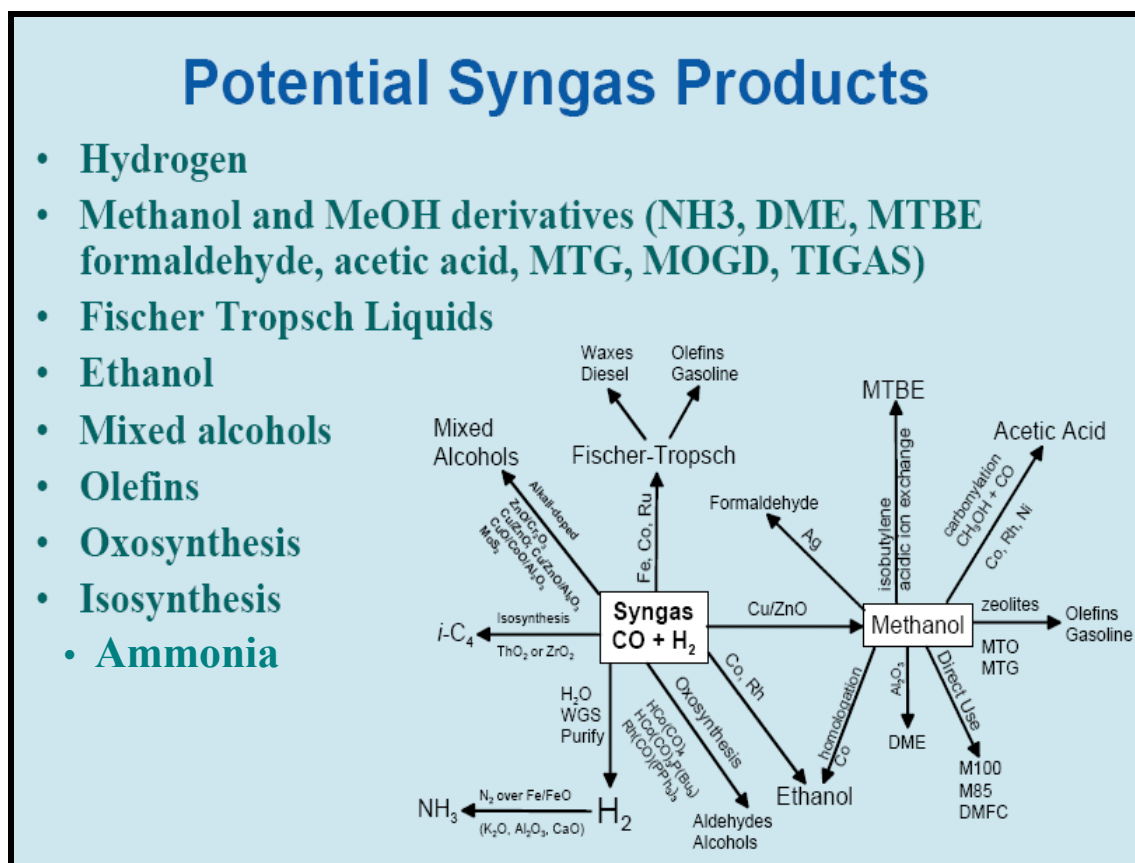 Potential Syngas Products
• Hydrogen
• Methanol and MeOH derivatives (NH3, DME, MTBE
formaldehyde, acetic acid, MTG, MOGD, TIGAS)
• Fischer Tropsch Liquids
• Ethanol
• Mixed alcohols
• Olefins
• Oxosynthesis
• Isosynthesis
• Ammonia
Waxes
Diesel
Olefins
Gasoline
Fischer-Tropsch
Fe, Co, Ru
Mixed
Alcohols
Alkali-doped
ZnO/Cr₂O₃
Cu/ZnO; Cu/ZnO/Al₂O₃
CuO/CoO/Al₂O₃
MoS₂
Syngas
CO + H₂
Isosynthesis
ThO₂ or ZrO₂
i-C₄
H₂O
WGS
Purify
H₂
N₂ over Fe/FeO
(K₂O, Al₂O₃, CaO)
NH₃
Oxosynthesis
HCo(CO)₄
HCo(CO)₃P(Bu₃)
Rh(CO)(PPh₃)₃
Aldehydes
Alcohols
Co, Rh
Ethanol
Cu/ZnO
Methanol
Formaldehyde
Ag
MTBE
isobutylene
acidic ion exchange
Acetic Acid
carbonylation
CH₃OH + CO
Co, Rh, Ni
zeolites
MTO
MTG
Olefins
Gasoline
homologation
Co
Al₂O₃
DME
Direct Use
M100
M85
DMFC